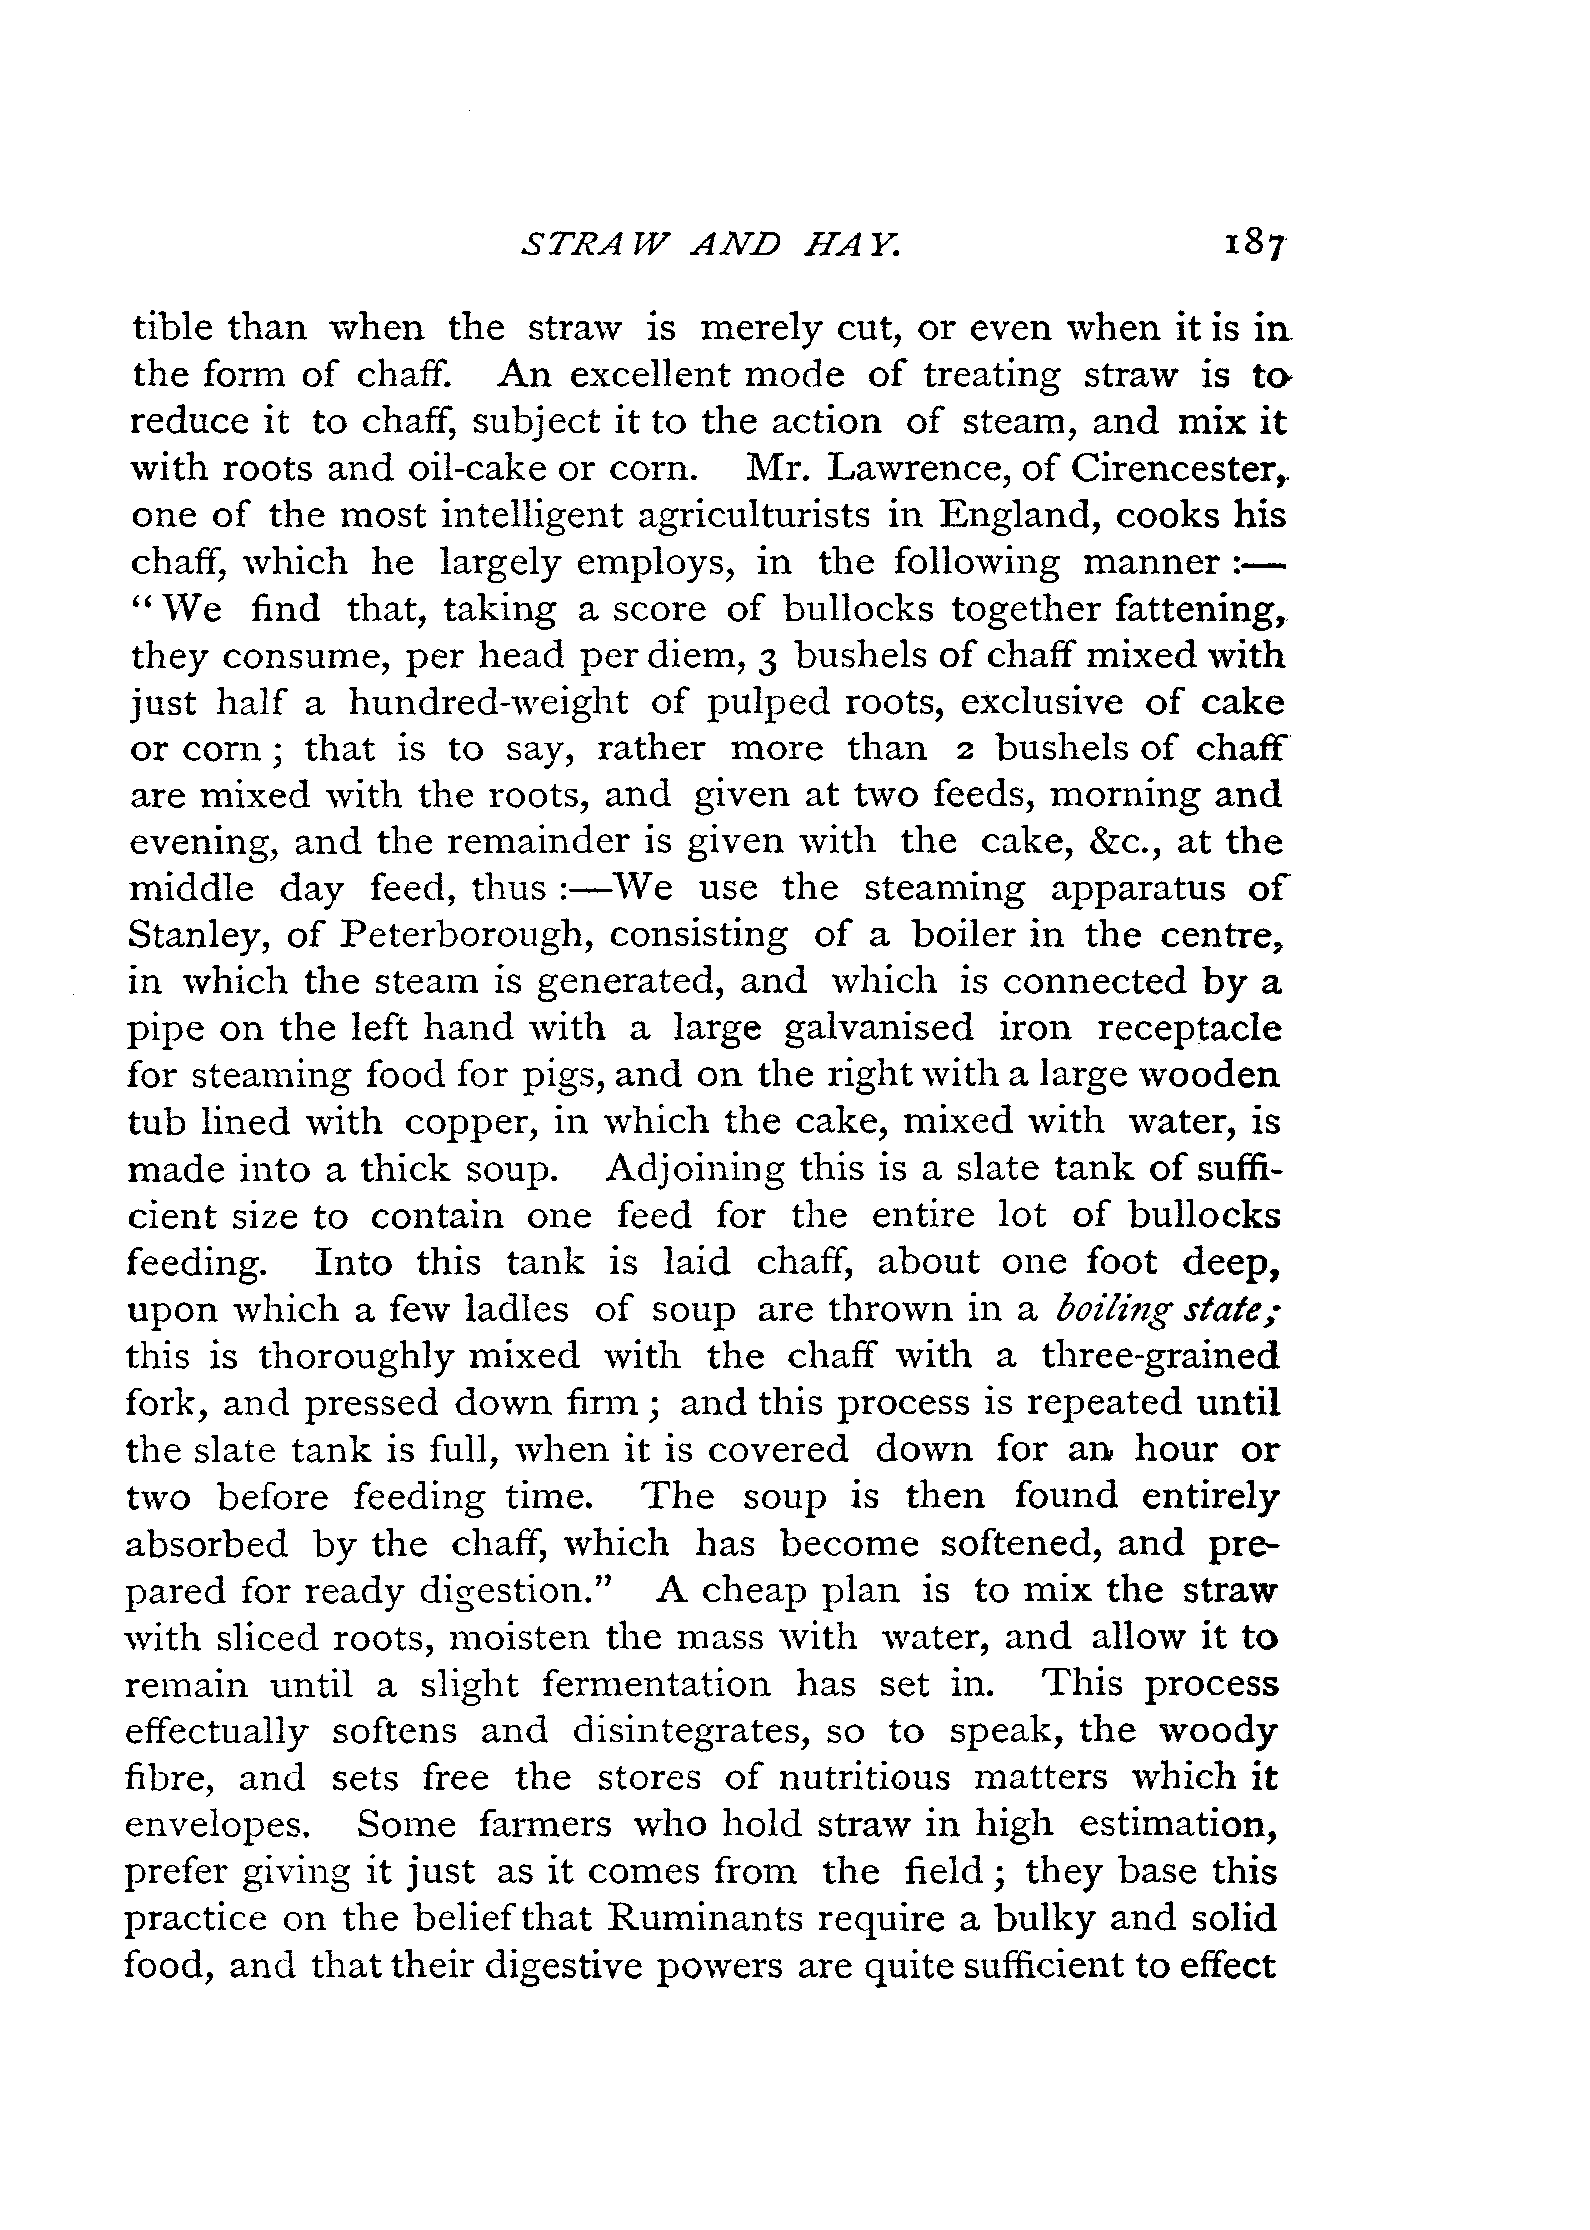 STRAW AND HAY. 187
tible than when the straw is merely cut, or even when it is in
the form of chaff. An excellent mode of treating straw is to
reduce it to chaff, subject it to the action of steam, and mix it
with roots and oil-cake or corn. Mr. Lawrence, of Cirencester,
one of the most intelligent agriculturists in England, cooks his
chaff, which he largely employs, in the following manner :—
“We find that, taking a score of bullocks together fattening,
they consume, per head per diem, 3 bushels of chaff mixed with
just half a hundred-weight of pulped roots, exclusive of cake
or corn ; that is to say, rather more than 2 bushels of chaff
are mixed with the roots, and given at two feeds, morning and
evening, and the remainder is given with the cake, &c., at the
middle day feed, thus :—We use the steaming apparatus of
Stanley, of Peterborough, consisting of a boiler in the centre,
in which the steam is generated, and which is connected by a
pipe on the left hand with a large galvanised iron receptacle
for steaming food for pigs, and on the right with a large wooden
tub lined with copper, in which the cake, mixed with water, is
made into a thick soup. Adjoining this is a slate tank of suffi-
cient size to contain one feed for the entire lot of bullocks
feeding. Into this tank is laid chaff, about one foot deep,
upon which a few ladles of soup are thrown in a boiling state;
this is thoroughly mixed with the chaff with a three-grained
fork, and pressed down firm ; and this process is repeated until
the slate tank is full, when it is covered down for an hour or
two before feeding time. The soup is then found entirely
absorbed by the chaff, which has become softened, and pre-
pared for ready digestion.” A cheap plan is to mix the straw
with sliced roots, moisten the mass with water, and allow it to
remain until a slight fermentation has set in. This process
effectually softens and disintegrates, so to speak, the woody
fibre, and sets free the stores of nutritious matters which it
envelopes. Some farmers who hold straw in high estimation,
prefer giving it just as it comes from the field ; they base this
practice on the belief that Ruminants require a bulky and solid
food, and that their digestive powers are quite sufficient to effect